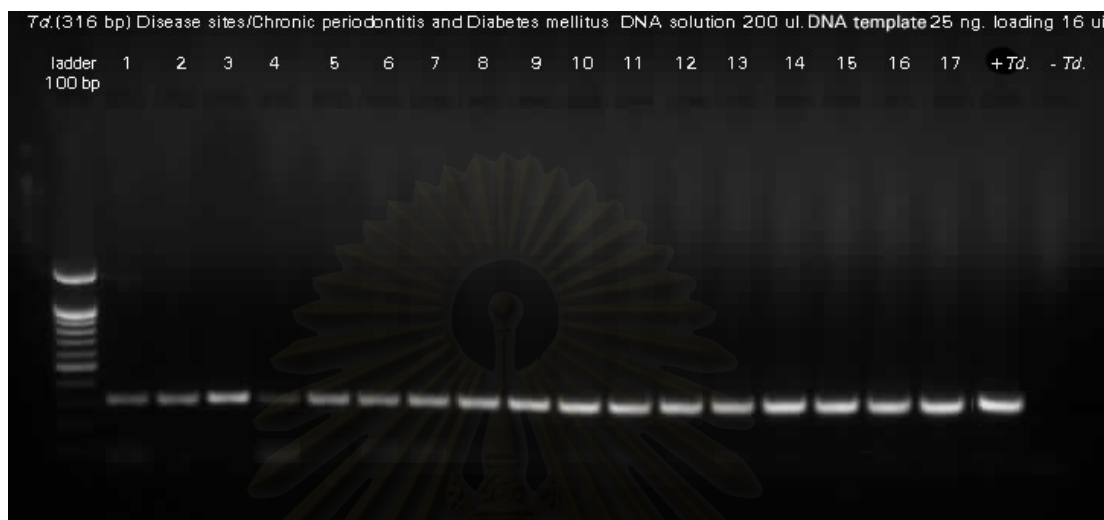 Td.(316 bp) Disease sites/Chronic periodontitis and Diabetes mellitus DNA solution 200 ul. DNA template 25 ng. loading 16 ul
ladder 1 2 3 4 5 6 7 8 9 10 11 12 13 14 15 16 17 +Td. - Td.
100 bp